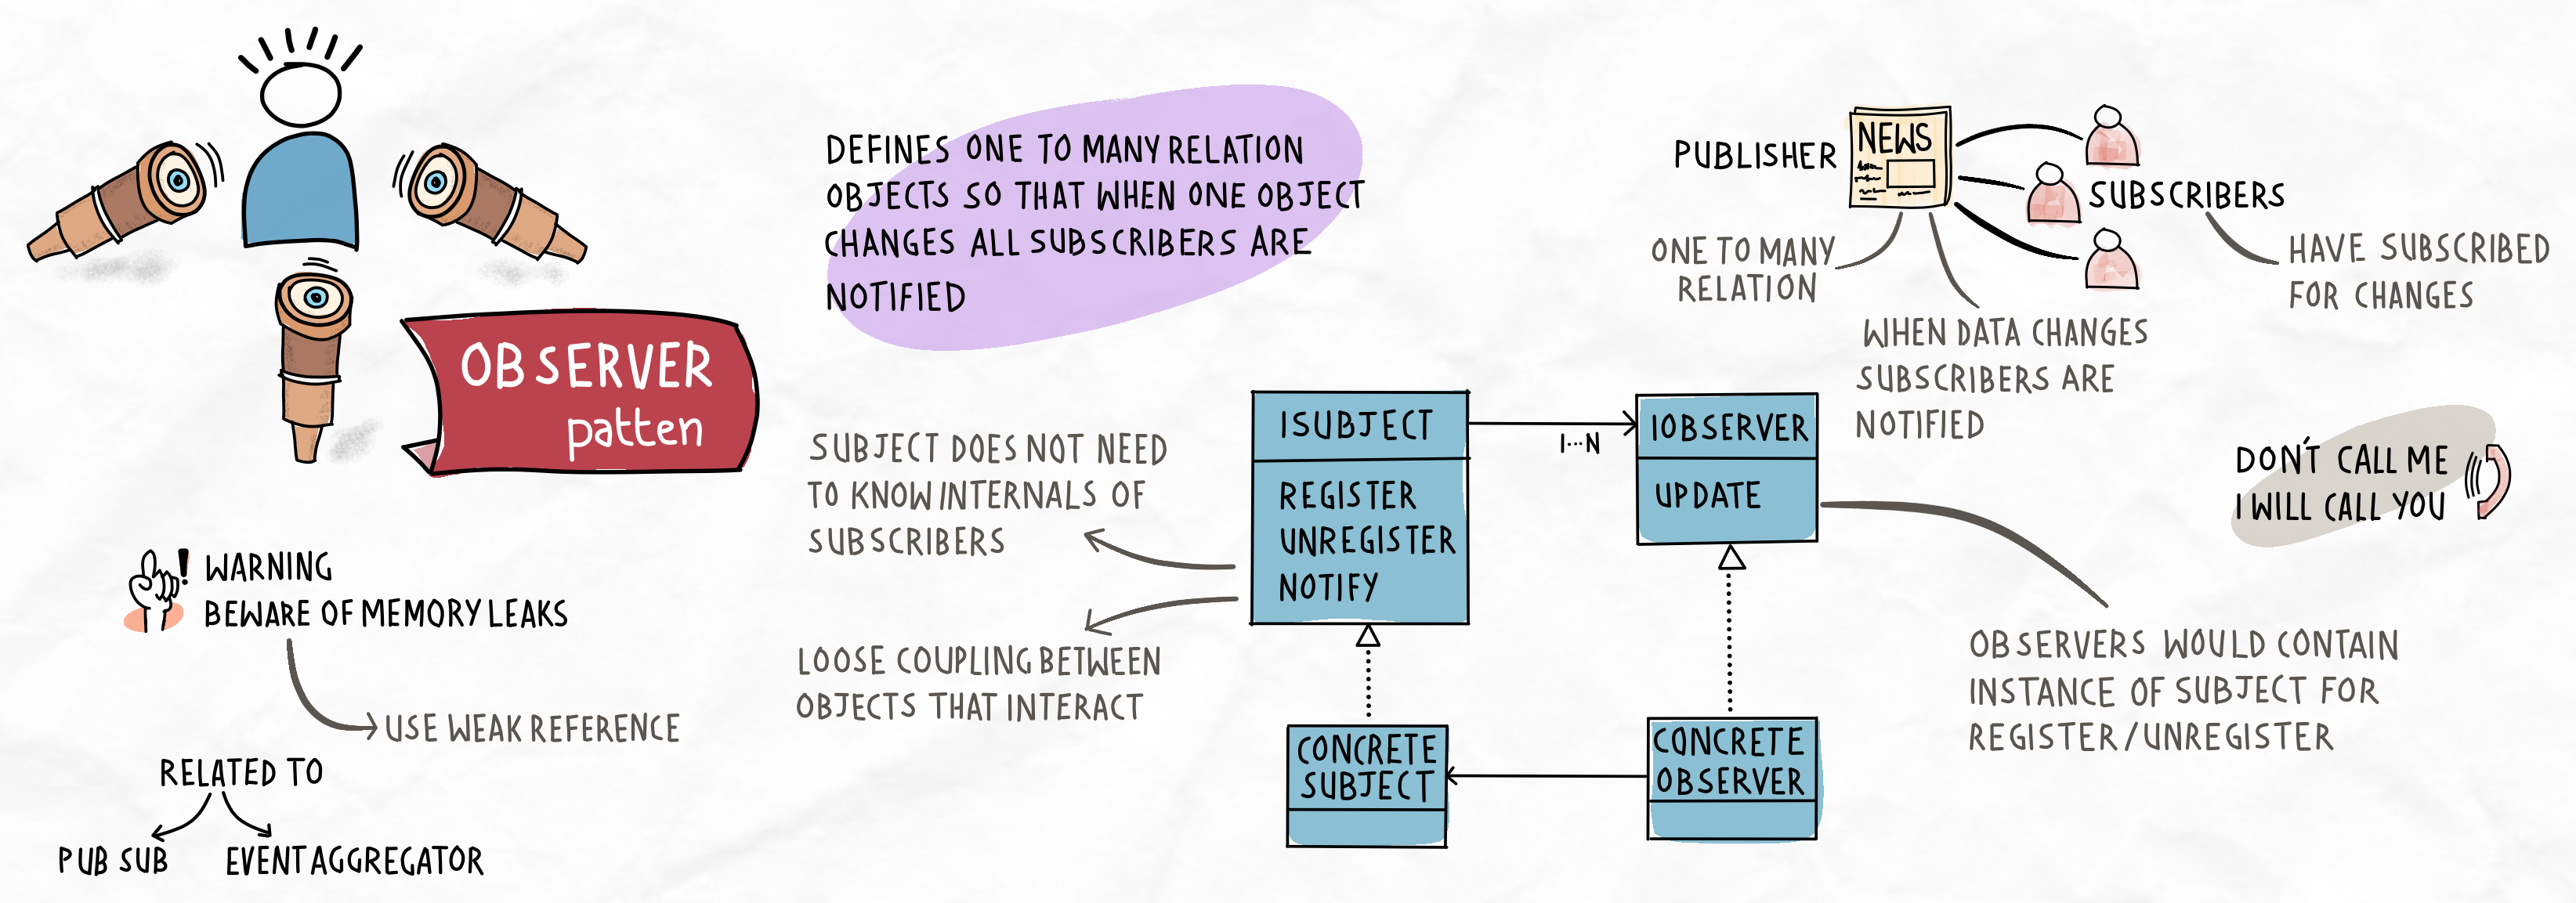 OBSERVER
patten
WARNING
BEWARE OF MEMORY LEAKS
USE WEAK REFERENCE
RELATED TO
PUB SUB
EVENT AGGREGATOR
DEFINES ONE TO MANY RELATION
OBJECTS SO THAT WHEN ONE OBJECT
CHANGES ALL SUBSCRIBERS ARE
NOTIFIED
SUBJECT DOES NOT NEED
TO KNOW INTERNALS OF
SUBSCRIBERS
LOOSE COUPLING BETWEEN
OBJECTS THAT INTERACT
ISUBJECT
REGISTER
UNREGISTER
NOTIFY
1...N
IOBSERVER
UPDATE
CONCRETE
SUBJECT
CONCRETE
OBSERVER
PUBLISHER
NEWS
SUBSCRIBERS
ONE TO MANY
RELATION
HAVE SUBSCRIBED
FOR CHANGES
WHEN DATA CHANGES
SUBSCRIBERS ARE
NOTIFIED
DON'T CALL ME
I WILL CALL YOU
OBSERVERS WOULD CONTAIN
INSTANCE OF SUBJECT FOR
REGISTER/UNREGISTER